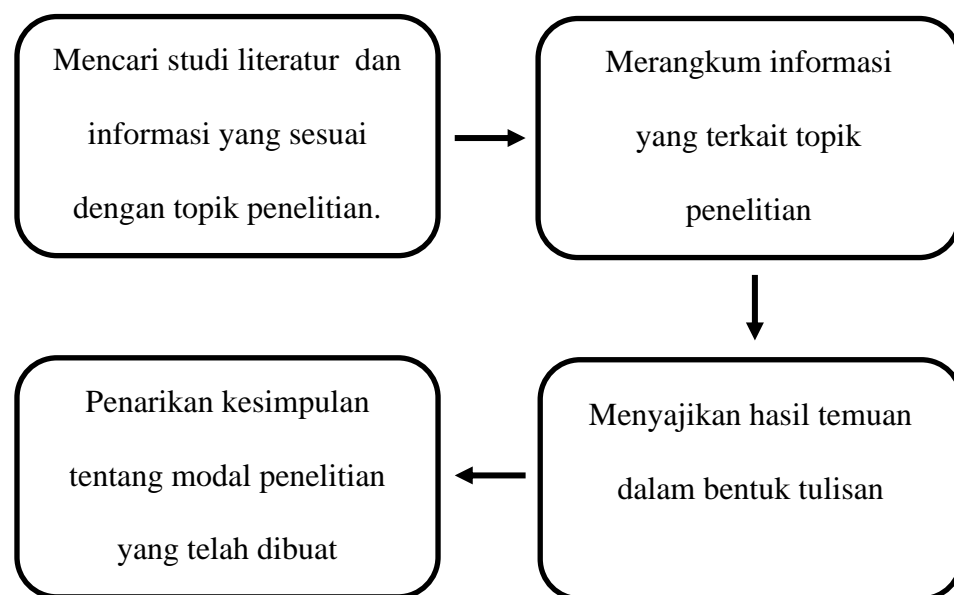 Mencari studi literatur dan
informasi yang sesuai
dengan topik penelitian.
Merangkum informasi
yang terkait topik
penelitian
Menyajikan hasil temuan
dalam bentuk tulisan
Penarikan kesimpulan
tentang modal penelitian
yang telah dibuat